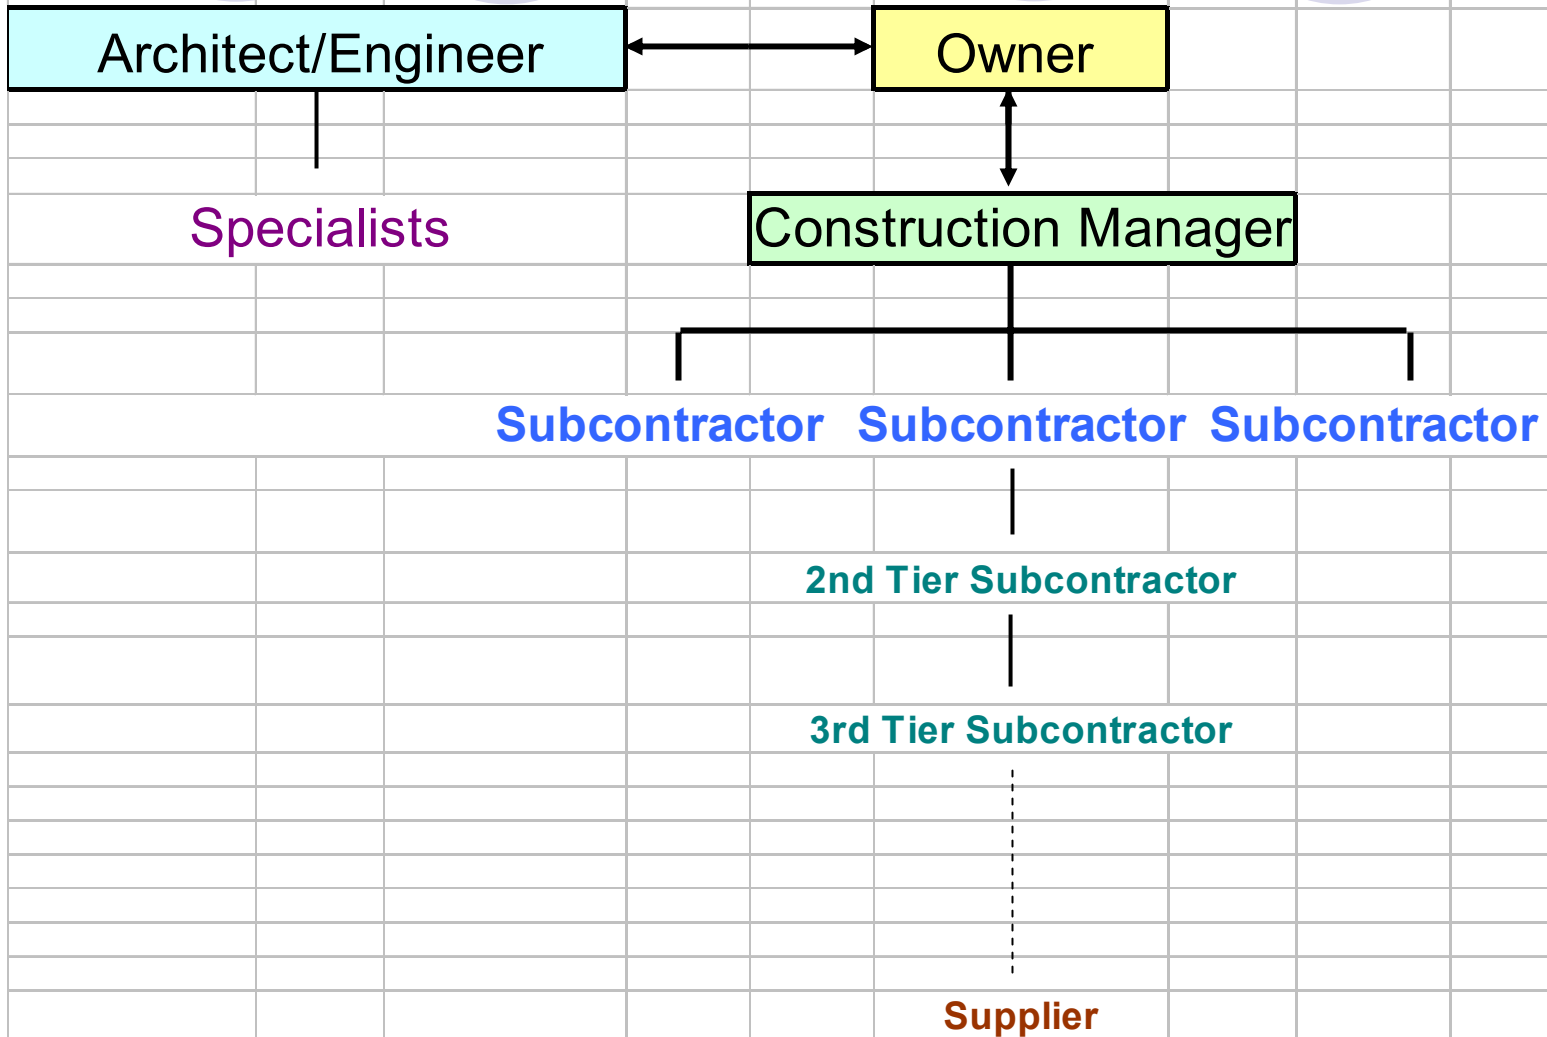 Architect/Engineer
Owner
Specialists
Construction Manager
Subcontractor Subcontractor Subcontractor
2nd Tier Subcontractor
3rd Tier Subcontractor
Supplier